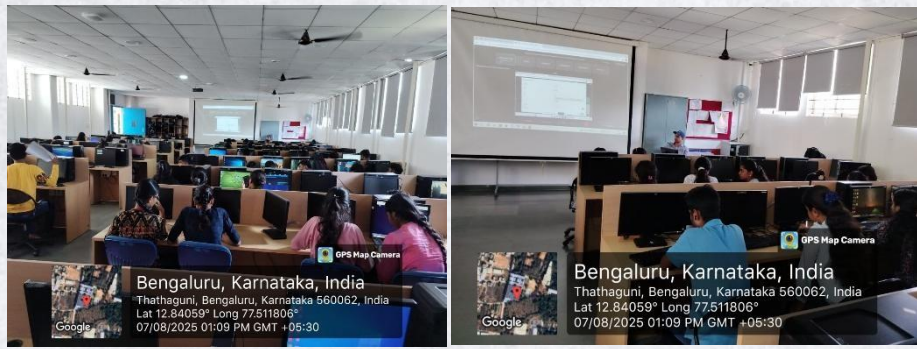 GPS Map Camera
Bengaluru, Karnataka, India
Thathaguni, Bengaluru, Karnataka 560062, India
Lat 12.84059° Long 77.511806°
07/08/2025 01:09 PM GMT +05:30
Google
GPS Map Camera
Bengaluru, Karnataka, India
Thathaguni, Bengaluru, Karnataka 560062, India
Lat 12.84059° Long 77.511806°
07/08/2025 01:09 PM GMT +05:30
Google